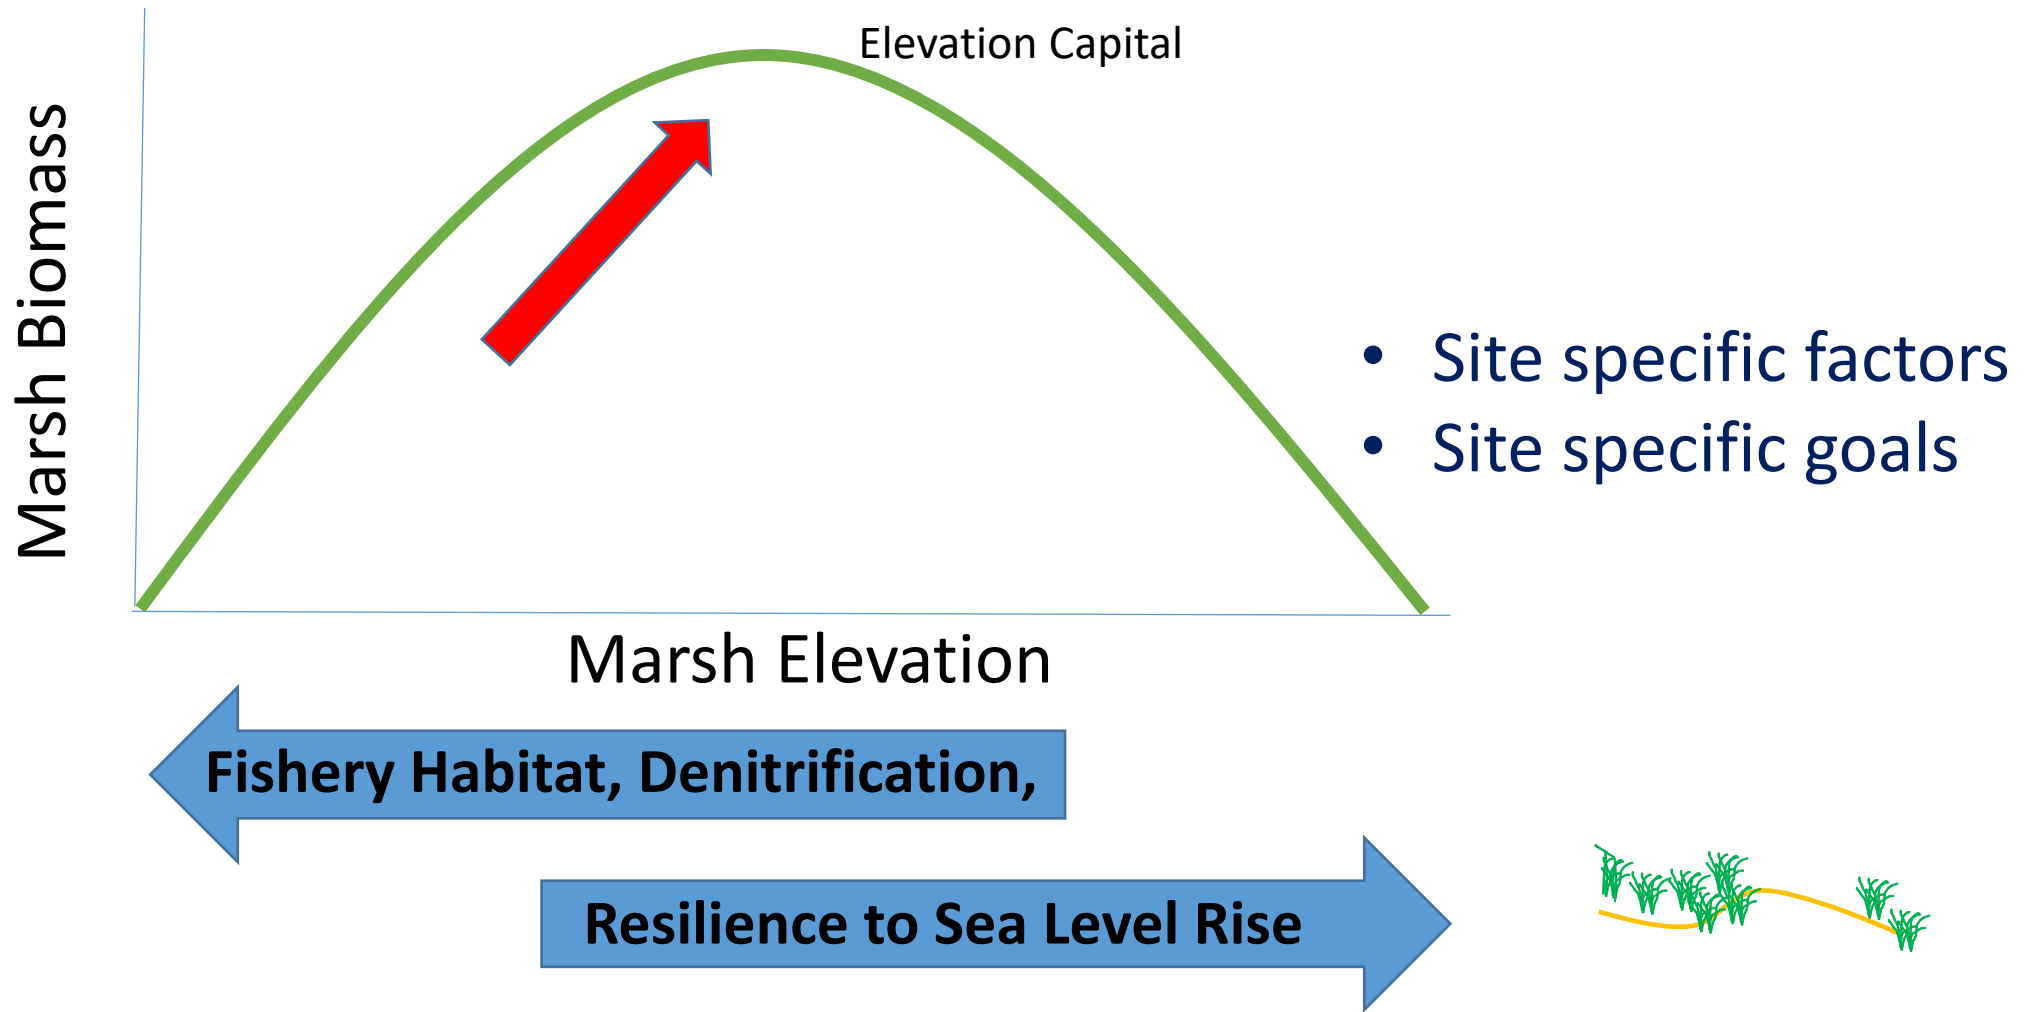 Elevation Capital
Marsh Biomass
• Site specific factors
• Site specific goals
Marsh Elevation
Fishery Habitat, Denitrification,
Resilience to Sea Level Rise